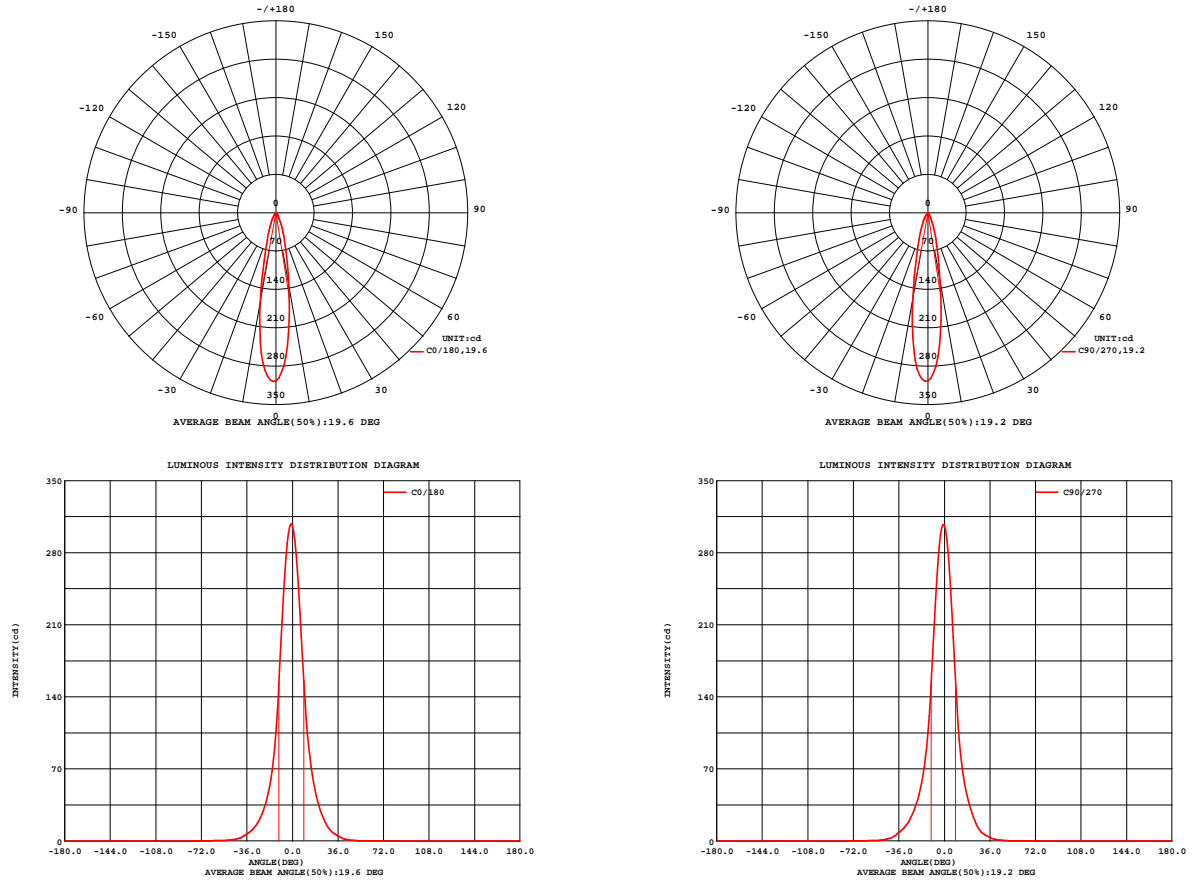 -/+180
-150
150
-120
120
-90
90
0
70
140
-60
60
210
UNIT:cd
C0/180,19.6
280
-30
30
350
0
AVERAGE BEAM ANGLE(50%):19.6 DEG
-/+180
-150
150
-120
120
-90
90
0
70
140
-60
60
210
UNIT:cd
C90/270,19.2
280
-30
30
350
0
AVERAGE BEAM ANGLE(50%):19.2 DEG
LUMINOUS INTENSITY DISTRIBUTION DIAGRAM
C0/180
350
280
210
140
70
0
INTENSITY(cd)
-180.0 -144.0 -108.0 -72.0 -36.0 0.0 36.0 72.0 108.0 144.0 180.0
ANGLE(DEG)
AVERAGE BEAM ANGLE(50%):19.6 DEG
LUMINOUS INTENSITY DISTRIBUTION DIAGRAM
C90/270
350
280
210
140
70
0
INTENSITY(cd)
-180.0 -144.0 -108.0 -72.0 -36.0 0.0 36.0 72.0 108.0 144.0 180.0
ANGLE(DEG)
AVERAGE BEAM ANGLE(50%):19.2 DEG